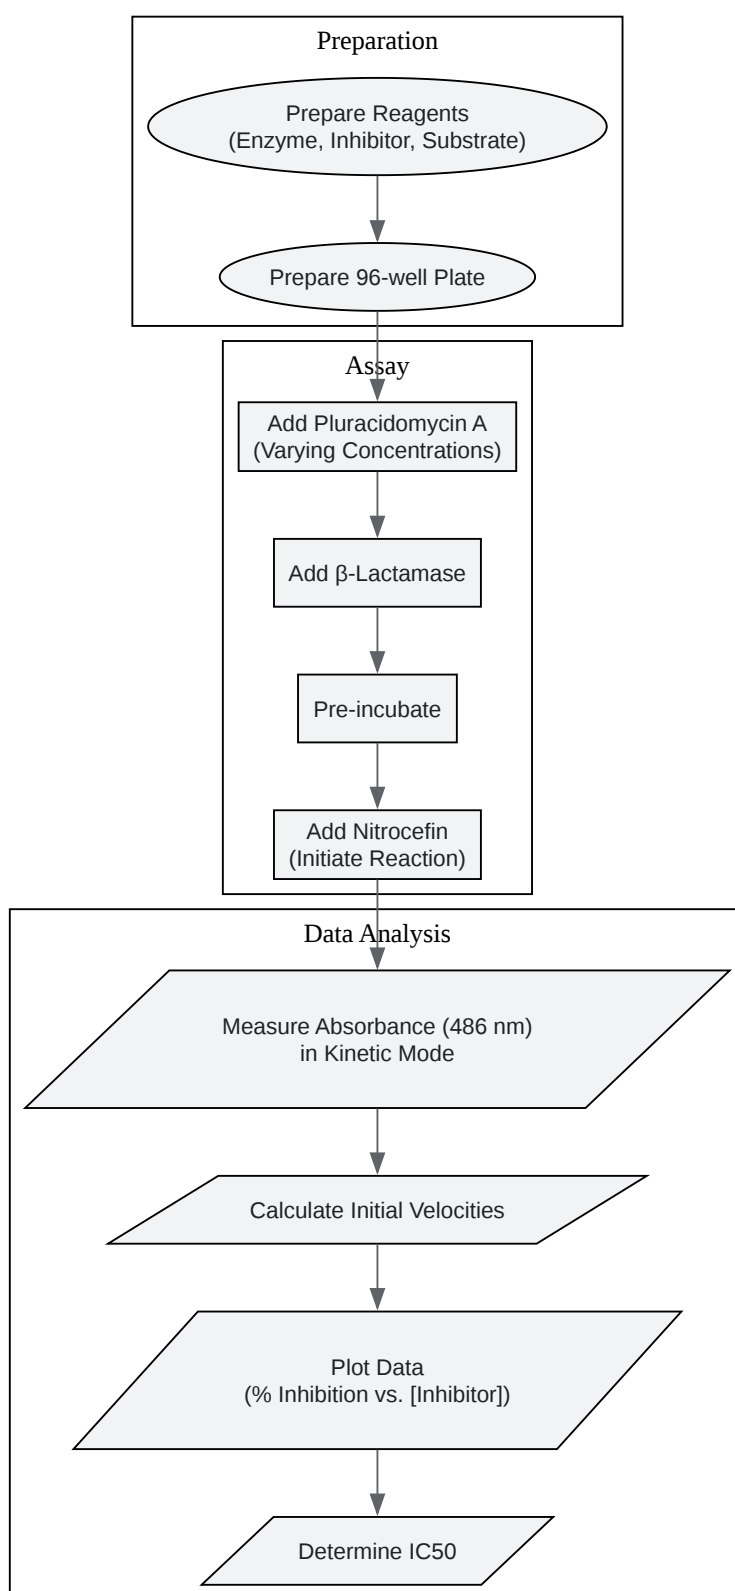 Preparation
Prepare Reagents
(Enzyme, Inhibitor, Substrate)
Prepare 96-well Plate
Assay
Add Pluracidomycin A
(Varying Concentrations)
Add β-Lactamase
Pre-incubate
Add Nitrocefin
(Initiate Reaction)
Data Analysis
Measure Absorbance (486 nm)
in Kinetic Mode
Calculate Initial Velocities
Plot Data
(% Inhibition vs. [Inhibitor])
Determine IC50